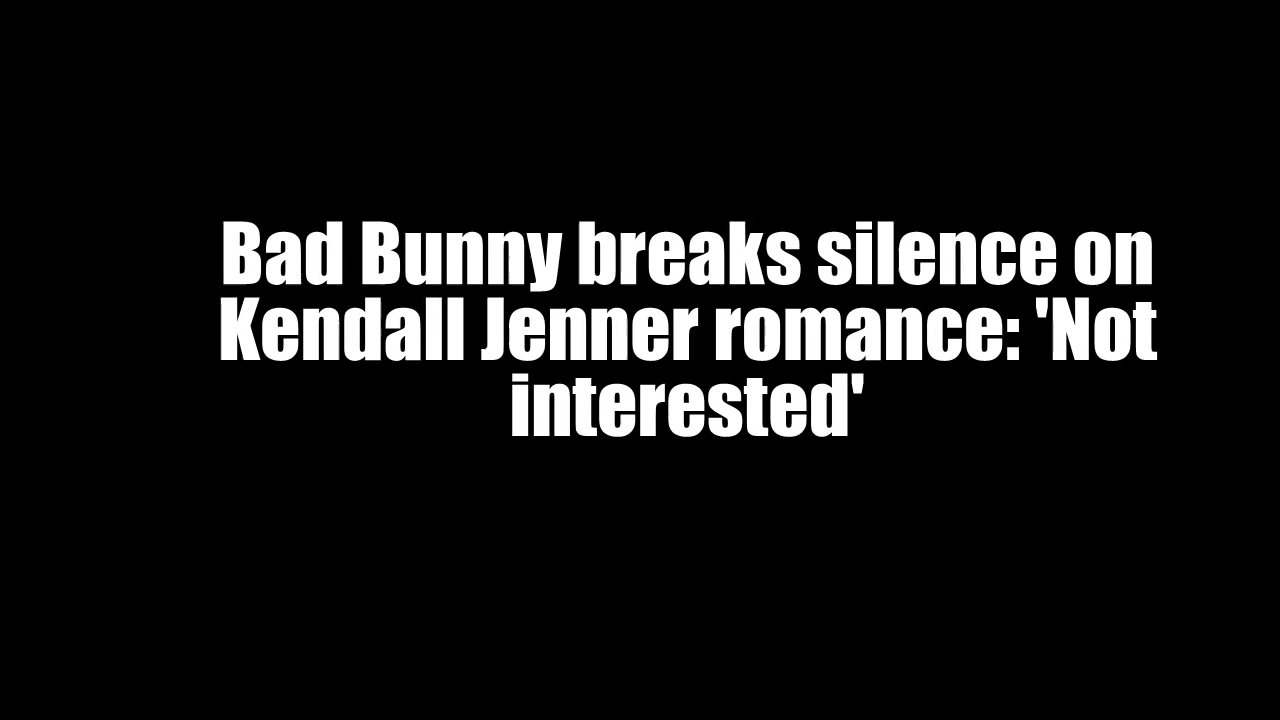 Bad Bunny breaks silence on
Kendall Jenner romance: 'Not
interested'